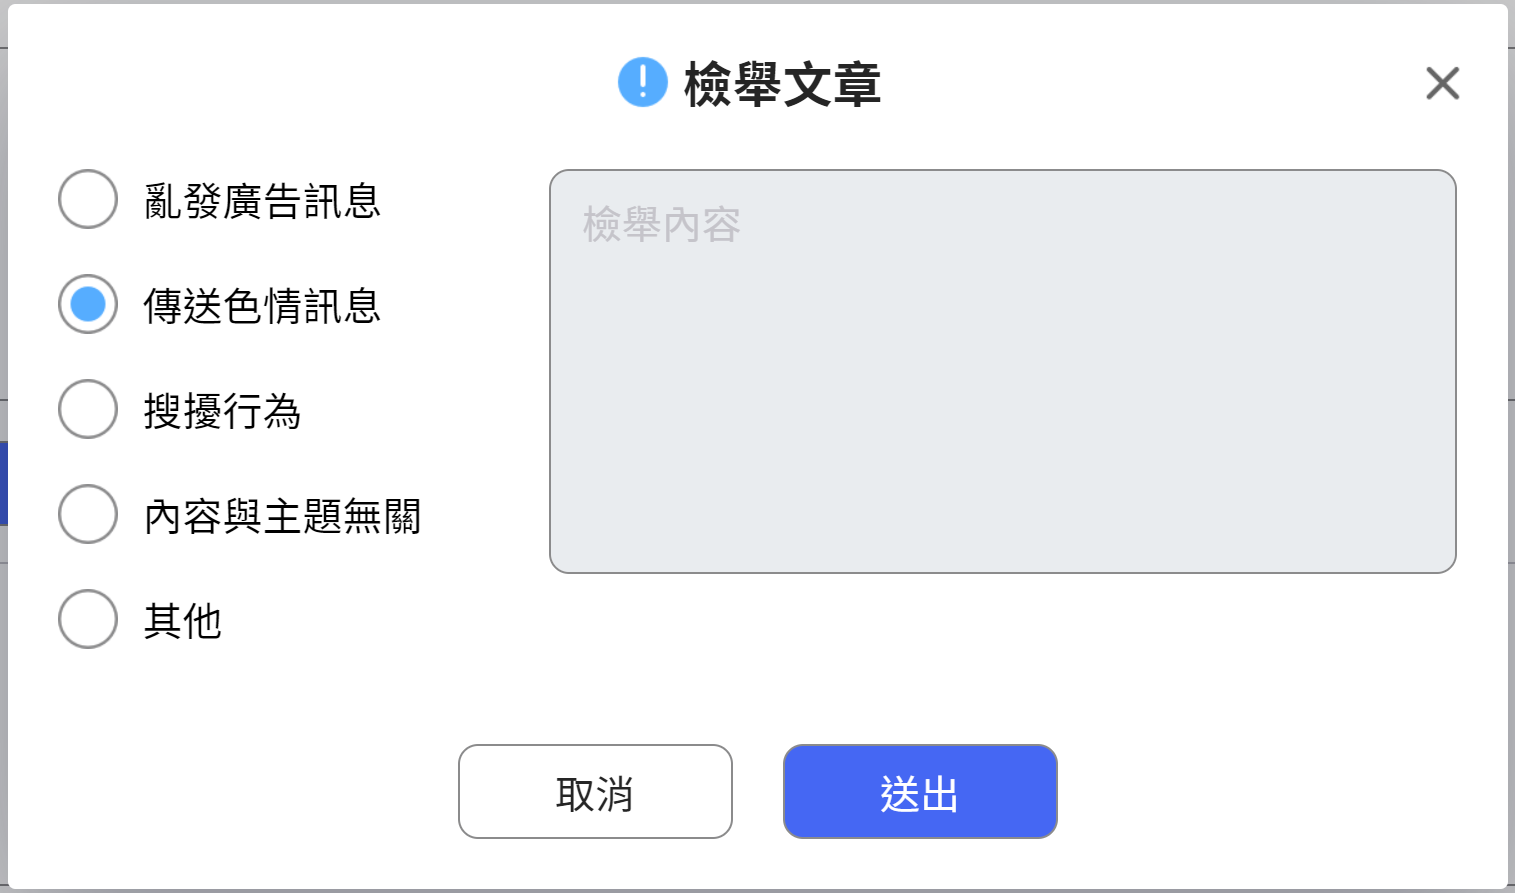 檢舉文章
亂發廣告訊息
傳送色情訊息
搜擾行為
內容與主題無關
其他
檢舉內容
取消
送出